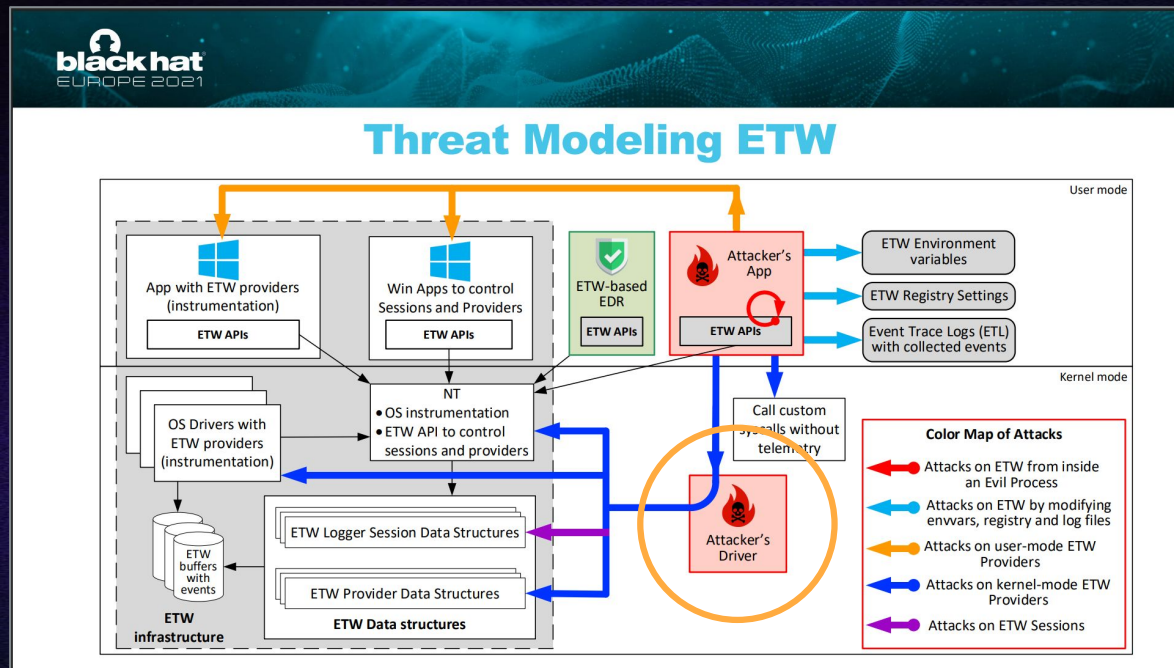 black hat
EUROPE 2021
Threat Modeling ETW
User mode
App with ETW providers
(instrumentation)
ETW APIs
Win Apps to control
Sessions and Providers
ETW APIs
ETW-based
EDR
ETW APIs
Attacker's
App
ETW APIs
ETW Environment
variables
ETW Registry Settings
Event Trace Logs (ETL)
with collected events
Kernel mode
OS Drivers with
ETW providers
(instrumentation)
NT
• OS instrumentation
• ETW API to control
sessions and providers
Call custom
syscalls without
telemetry
Attacker's
Driver
ETW Logger Session Data Structures
ETW Provider Data Structures
ETW Data structures
ETW
buffers
with
events
ETW
infrastructure
Color Map of Attacks
Attacks on ETW from inside
an Evil Process
Attacks on ETW by modifying
envvars, registry and log files
Attacks on user-mode ETW
Providers
Attacks on kernel-mode ETW
Providers
Attacks on ETW Sessions